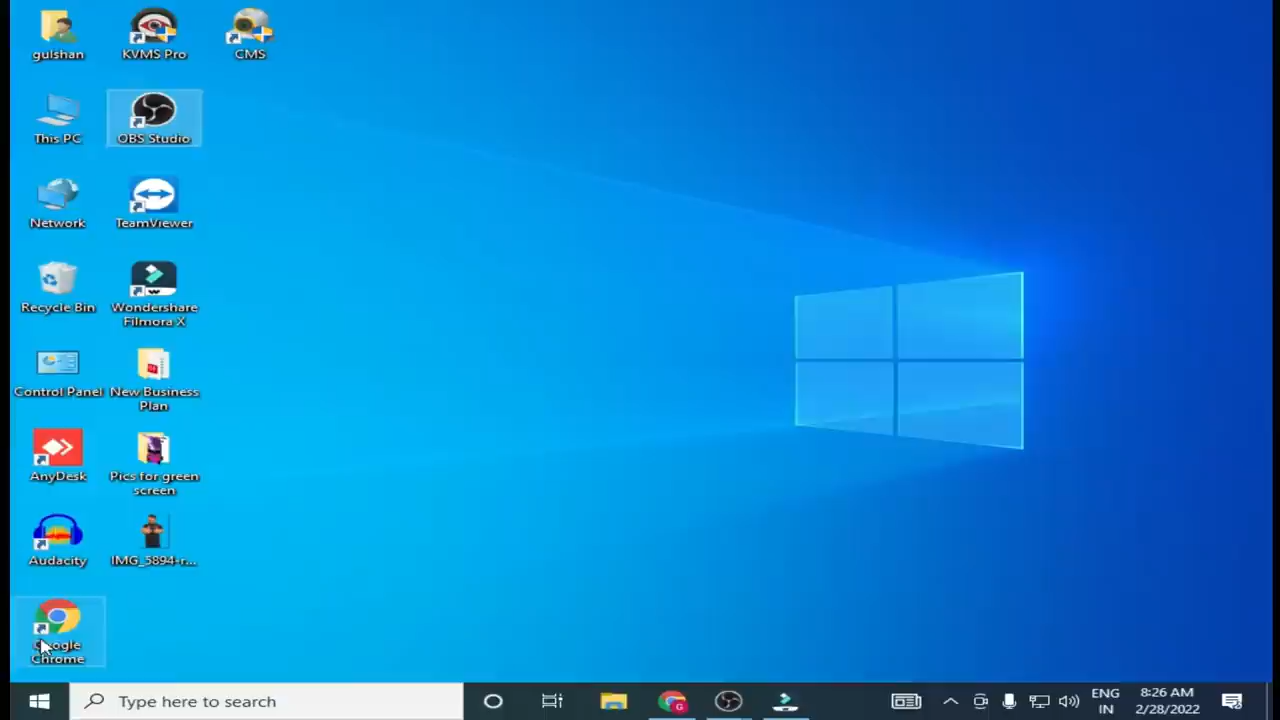 gulshan
KVMS Pro
CMS
This PC
OBS Studio
Network
TeamViewer
Recycle Bin
Wondershare
Filmora X
Control Panel
New Business
Plan
AnyDesk
Pics for green
screen
Audacity
IMG_5894-r...
Google
Chrome
Type here to search
G
ENG
IN
8:26 AM
2/28/2022